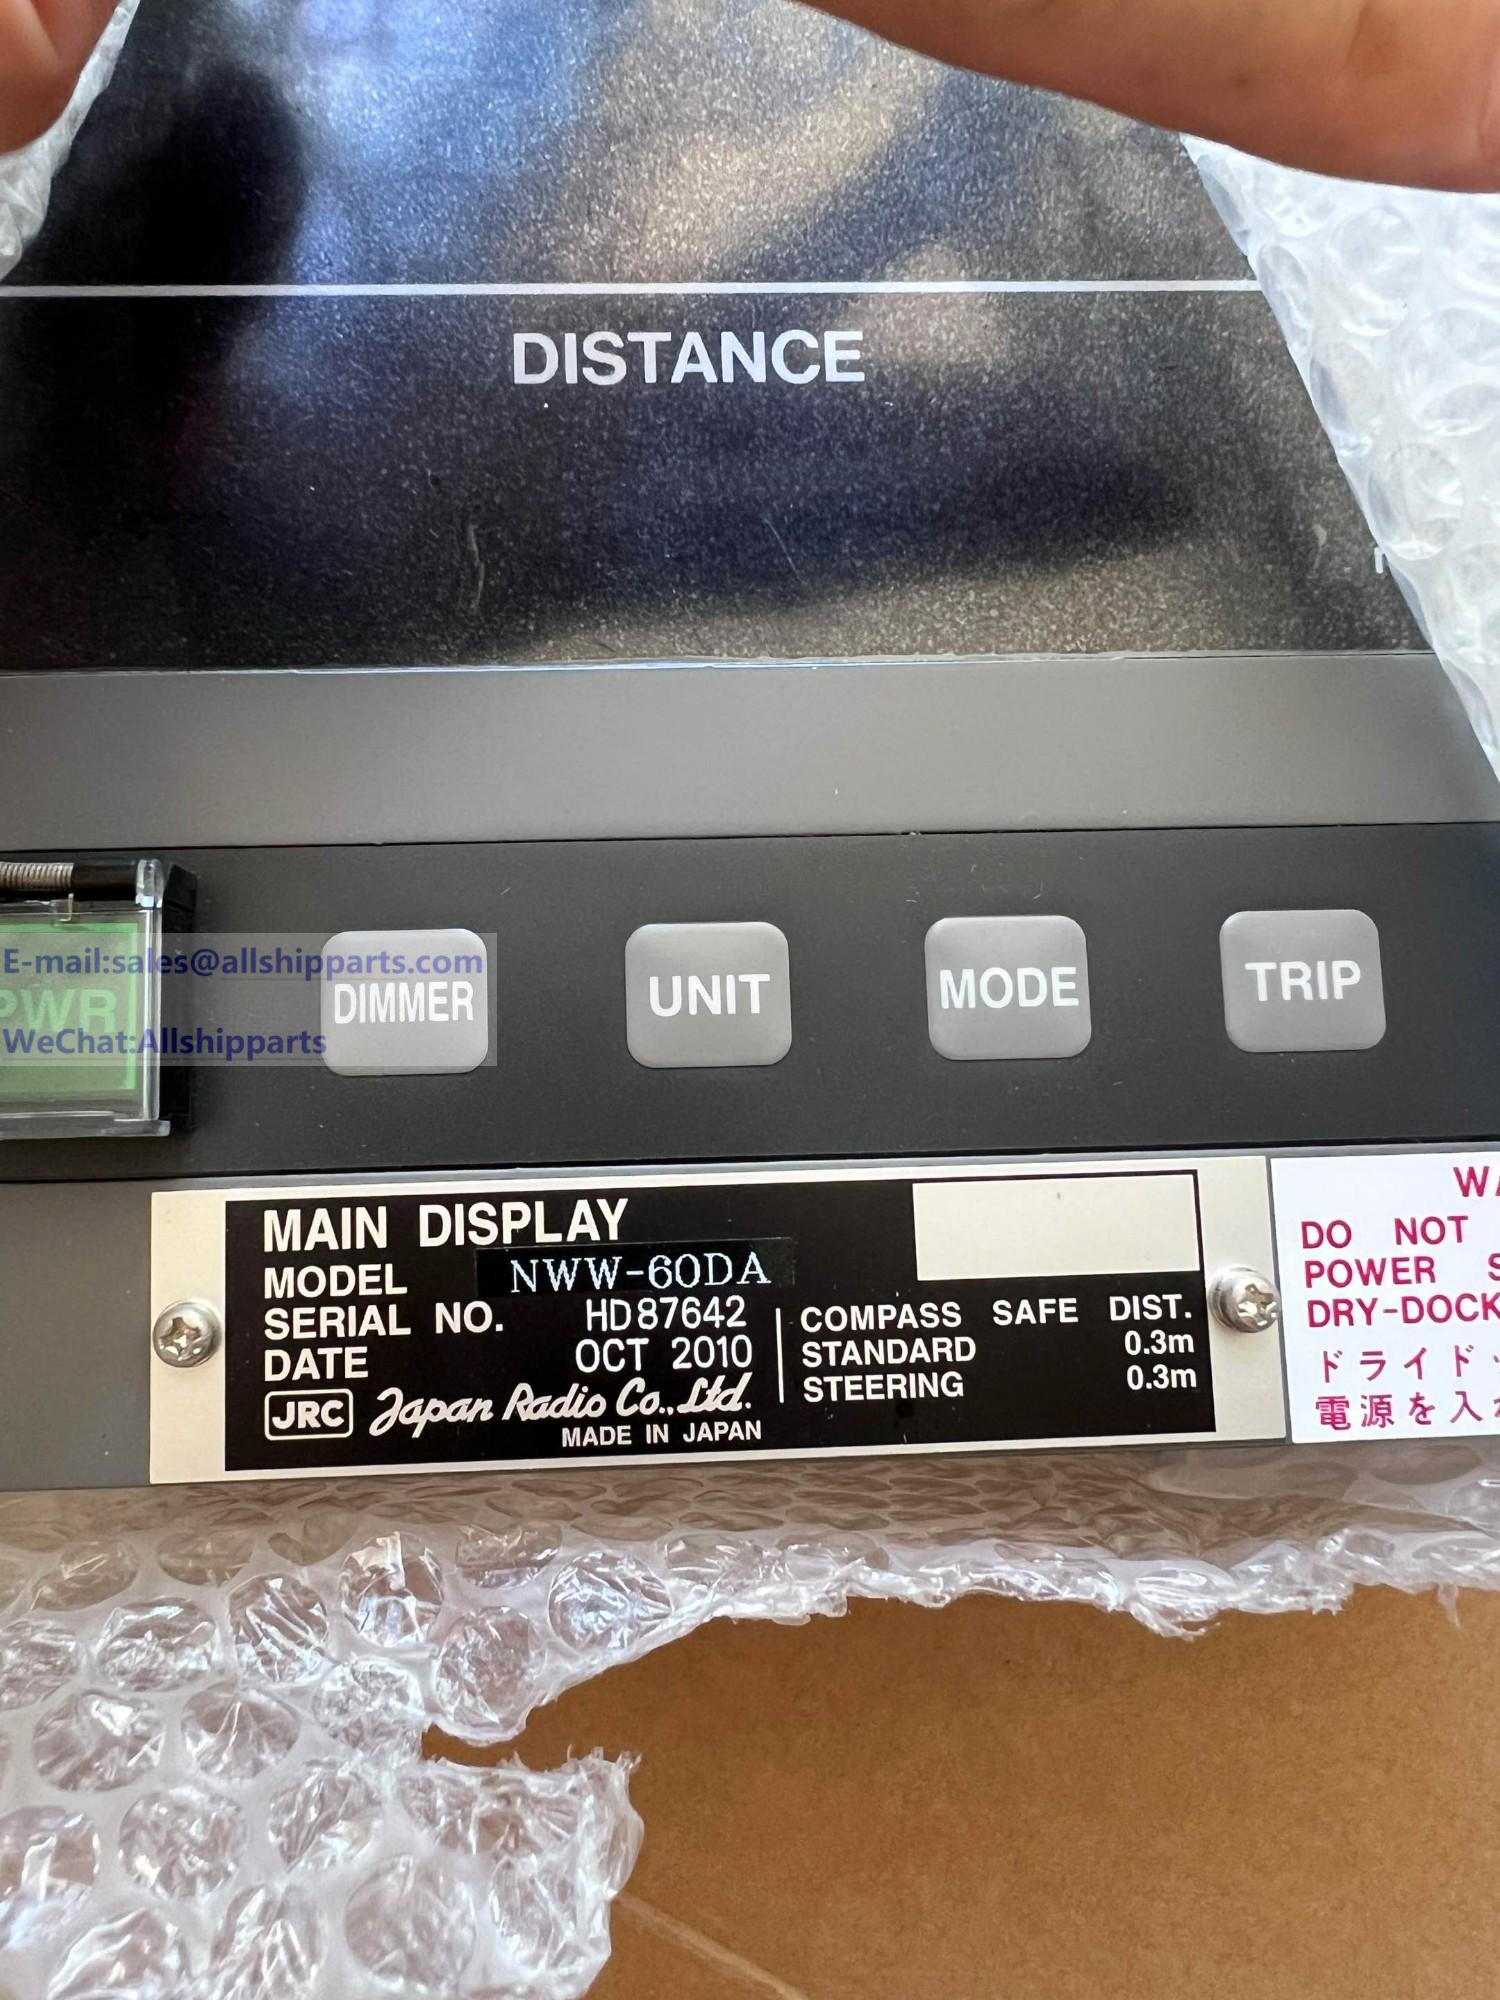 DISTANCE
E-mail:sales@allshipparts.com
PWR DIMMER UNIT MODE TRIP
WeChat:Allshipparts
MAIN DISPLAY
MODEL NWW-60DA
SERIAL NO. HD87642
DATE OCT 2010
JRC Japan Radio Co.,Ltd.
MADE IN JAPAN
COMPASS SAFE DIST.
STANDARD 0.3m
STEERING 0.3m
DO NOT
POWER S
DRY-DOCK
ドライド
電源を入